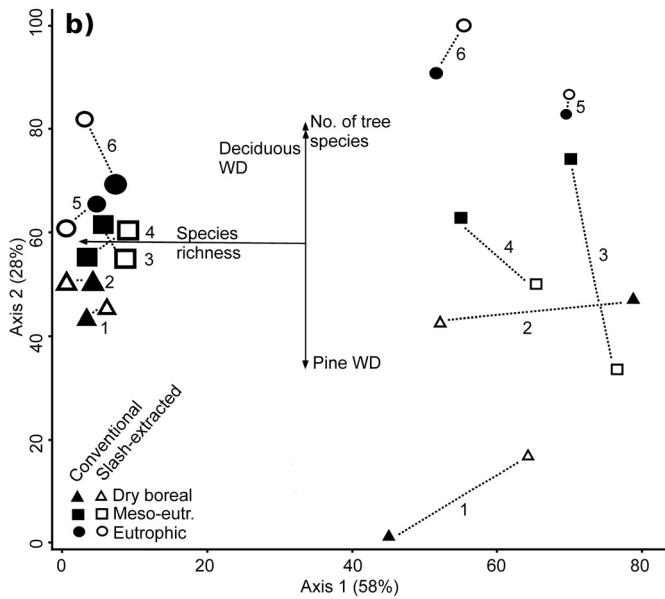 b)
100
80
60
40
20
0
Axis 2 (28%)
6
5
4
3
2
1
Deciduous
WD
No. of tree
species
Species
richness
Pine WD
6
5
4
3
2
1
Conventional
Slash-extracted
Dry boreal
Meso-eutr.
Eutrophic
0
20
40
60
80
Axis 1 (58%)